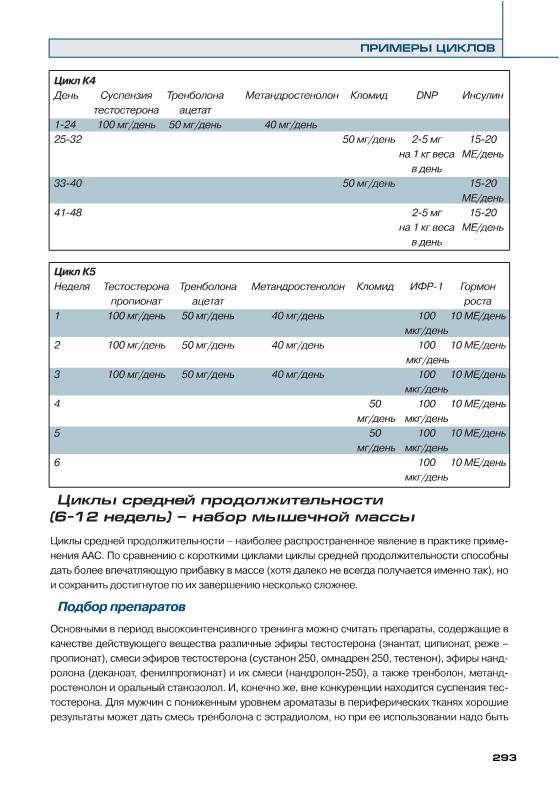 ПРИМЕРЫ ЦИКЛОВ
Цикл К4
День Суспензия Тренболона Метандростенолон Кломид DNP Инсулин
тестостерона ацетат
1-24 100 мг/день 50 мг/день 40 мг/день
25-32 50 мг/день 2-5 мг 15-20
на 1 кг веса МЕ/день
в день
33-40 50 мг/день 15-20
МЕ/день
41-48 2-5 мг 15-20
на 1 кг веса МЕ/день
в день
Цикл К5
Неделя Тестостерона Тренболона Метандростенолон Кломид ИФР-1 Гормон
пропионат ацетат роста
1 100 мг/день 50 мг/день 40 мг/день 100 10 МЕ/день
мкг/день
2 100 мг/день 50 мг/день 40 мг/день 100 10 МЕ/день
мкг/день
3 100 мг/день 50 мг/день 40 мг/день 100 10 МЕ/день
мкг/день
4 50 100 10 МЕ/день
мг/день мкг/день
5 50 100 10 МЕ/день
мг/день мкг/день
6 100 10 МЕ/день
мкг/день
Циклы средней продолжительности
(6-12 недель) – набор мышечной массы
Циклы средней продолжительности – наиболее распространенное явление в практике приме-
нения ААС. По сравнению с короткими циклами циклы средней продолжительности способны
дать более впечатляющую прибавку в массе (хотя далеко не всегда получается именно так), но
и сохранить достигнутое по их завершению несколько сложнее.
Подбор препаратов
Основными в период высокоинтенсивного тренинга можно считать препараты, содержащие в
качестве действующего вещества различные эфиры тестостерона (энантат, ципионат, реже –
пропионат), смеси эфиров тестостерона (сустанон 250, омнадрен 250, тестенон), эфиры нанд-
ролона (деканоат, фенилпропионат) и их смеси (нандролон-250), а также тренболон, метанд-
ростенолон и оральный станозолол. И, конечно же, вне конкуренции находится суспензия тес-
тостерона. Для мужчин с пониженным уровнем ароматазы в периферических тканях хорошие
результаты может дать смесь тренболона с эстрадиолом, но при ее использовании надо быть
293